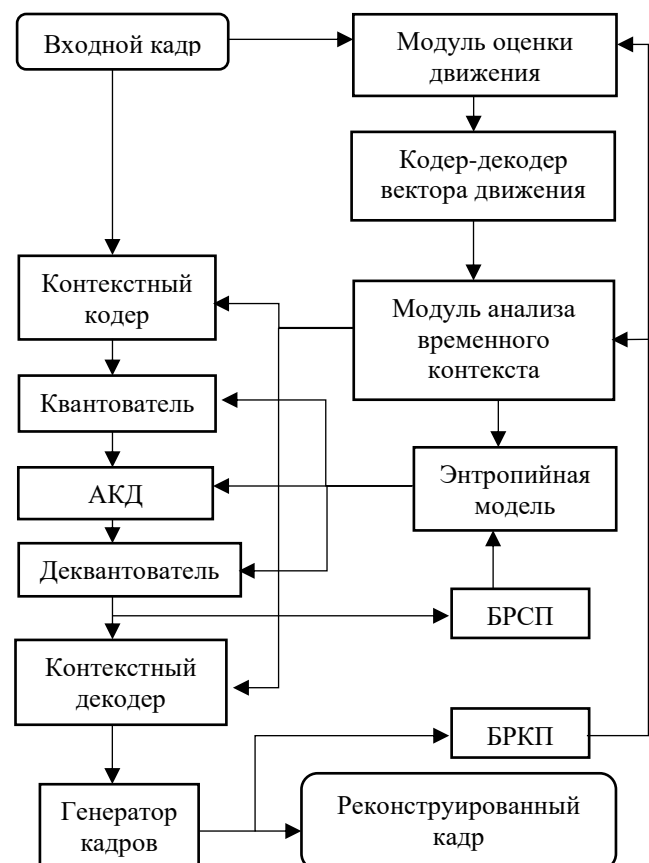 Входной кадр
Модуль оценки
движения
Кодер-декодер
вектора движения
Контекстный
кодер
Модуль анализа
временного
контекста
Квантователь
Энтропийная
модель
АКД
Деквантователь
БРСП
Контекстный
декодер
БРКП
Генератор
кадров
Реконструированный
кадр